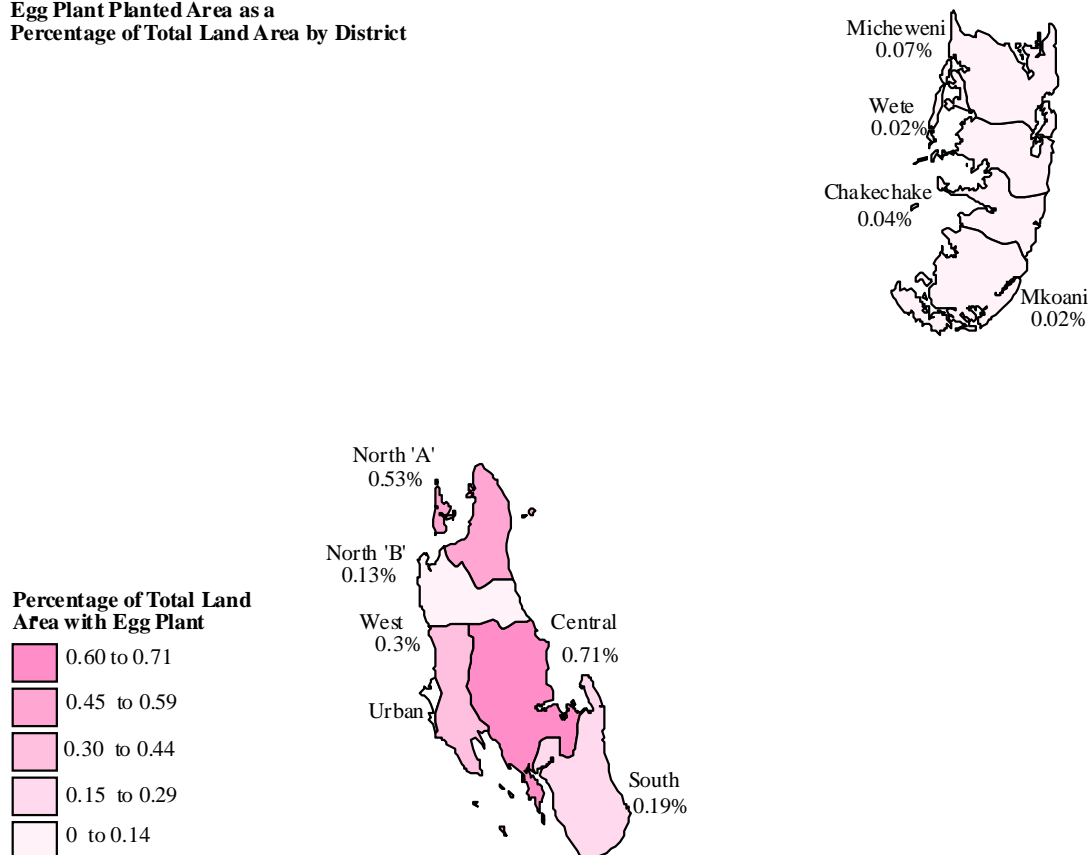 Egg Plant Planted Area as a
Percentage of Total Land Area by District
Micheweni
0.07%
Wete
0.02%
Chakechake
0.04%
Mkoani
0.02%
North 'A'
0.53%
North 'B'
0.13%
West
0.3%
Central
0.71%
Urban
South
0.19%
Percentage of Total Land
Area with Egg Plant
0.60 to 0.71
0.45 to 0.59
0.30 to 0.44
0.15 to 0.29
0 to 0.14